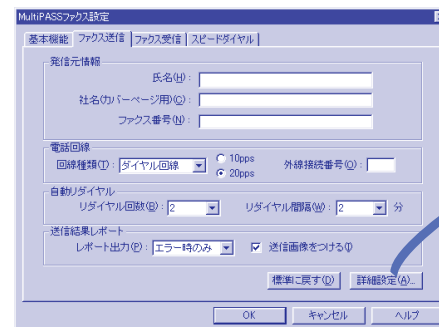 MultiPASSファクス設定
基本機能 ファクス送信 ファクス受信 スピードダイヤル
発信元情報
氏名(H):
社名(カバーページ用)(C):
ファクス番号(N):
電話回線
回線種類(T): ダイヤル回線 10pps 外線接続番号(O):
20pps
自動リダイヤル
リダイヤル回数(B): 2 リダイヤル間隔(W): 2 分
送信結果レポート
レポート出力(P): エラー時のみ 送信画像をつける(I)
標準に戻す(D) 詳細設定(A)...
OK キャンセル ヘルプ